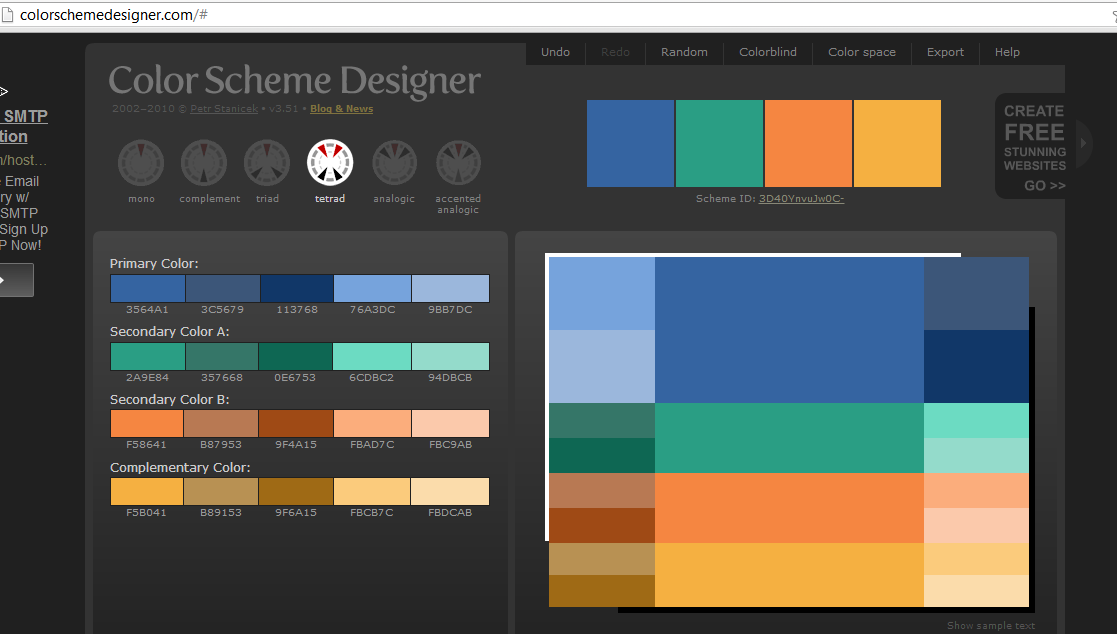 colorschemedesigner.com/#
SMTP
tion
n/host...
Email
ry w/
SMTP
Sign Up
P Now!
Color Scheme Designer
2002–2010 © Petr Stanicek • v3.51 • Blog & News
mono complement triad tetrad analogic accented analogic
Undo Redo Random Colorblind Color space Export Help
Scheme ID: 3D40YnvuJw0C-
CREATE
FREE
STUNNING
WEBSITES
GO >>
Primary Color:
3564A1 3C5679 113768 76A3DC 9BB7DC
Secondary Color A:
2A9E84 357668 0E6753 6CDBC2 94DBCB
Secondary Color B:
F58641 B87953 9F4A15 FBAD7C FBC9AB
Complementary Color:
F5B041 B89153 9F6A15 FBCB7C FBDCAB
Show sample text